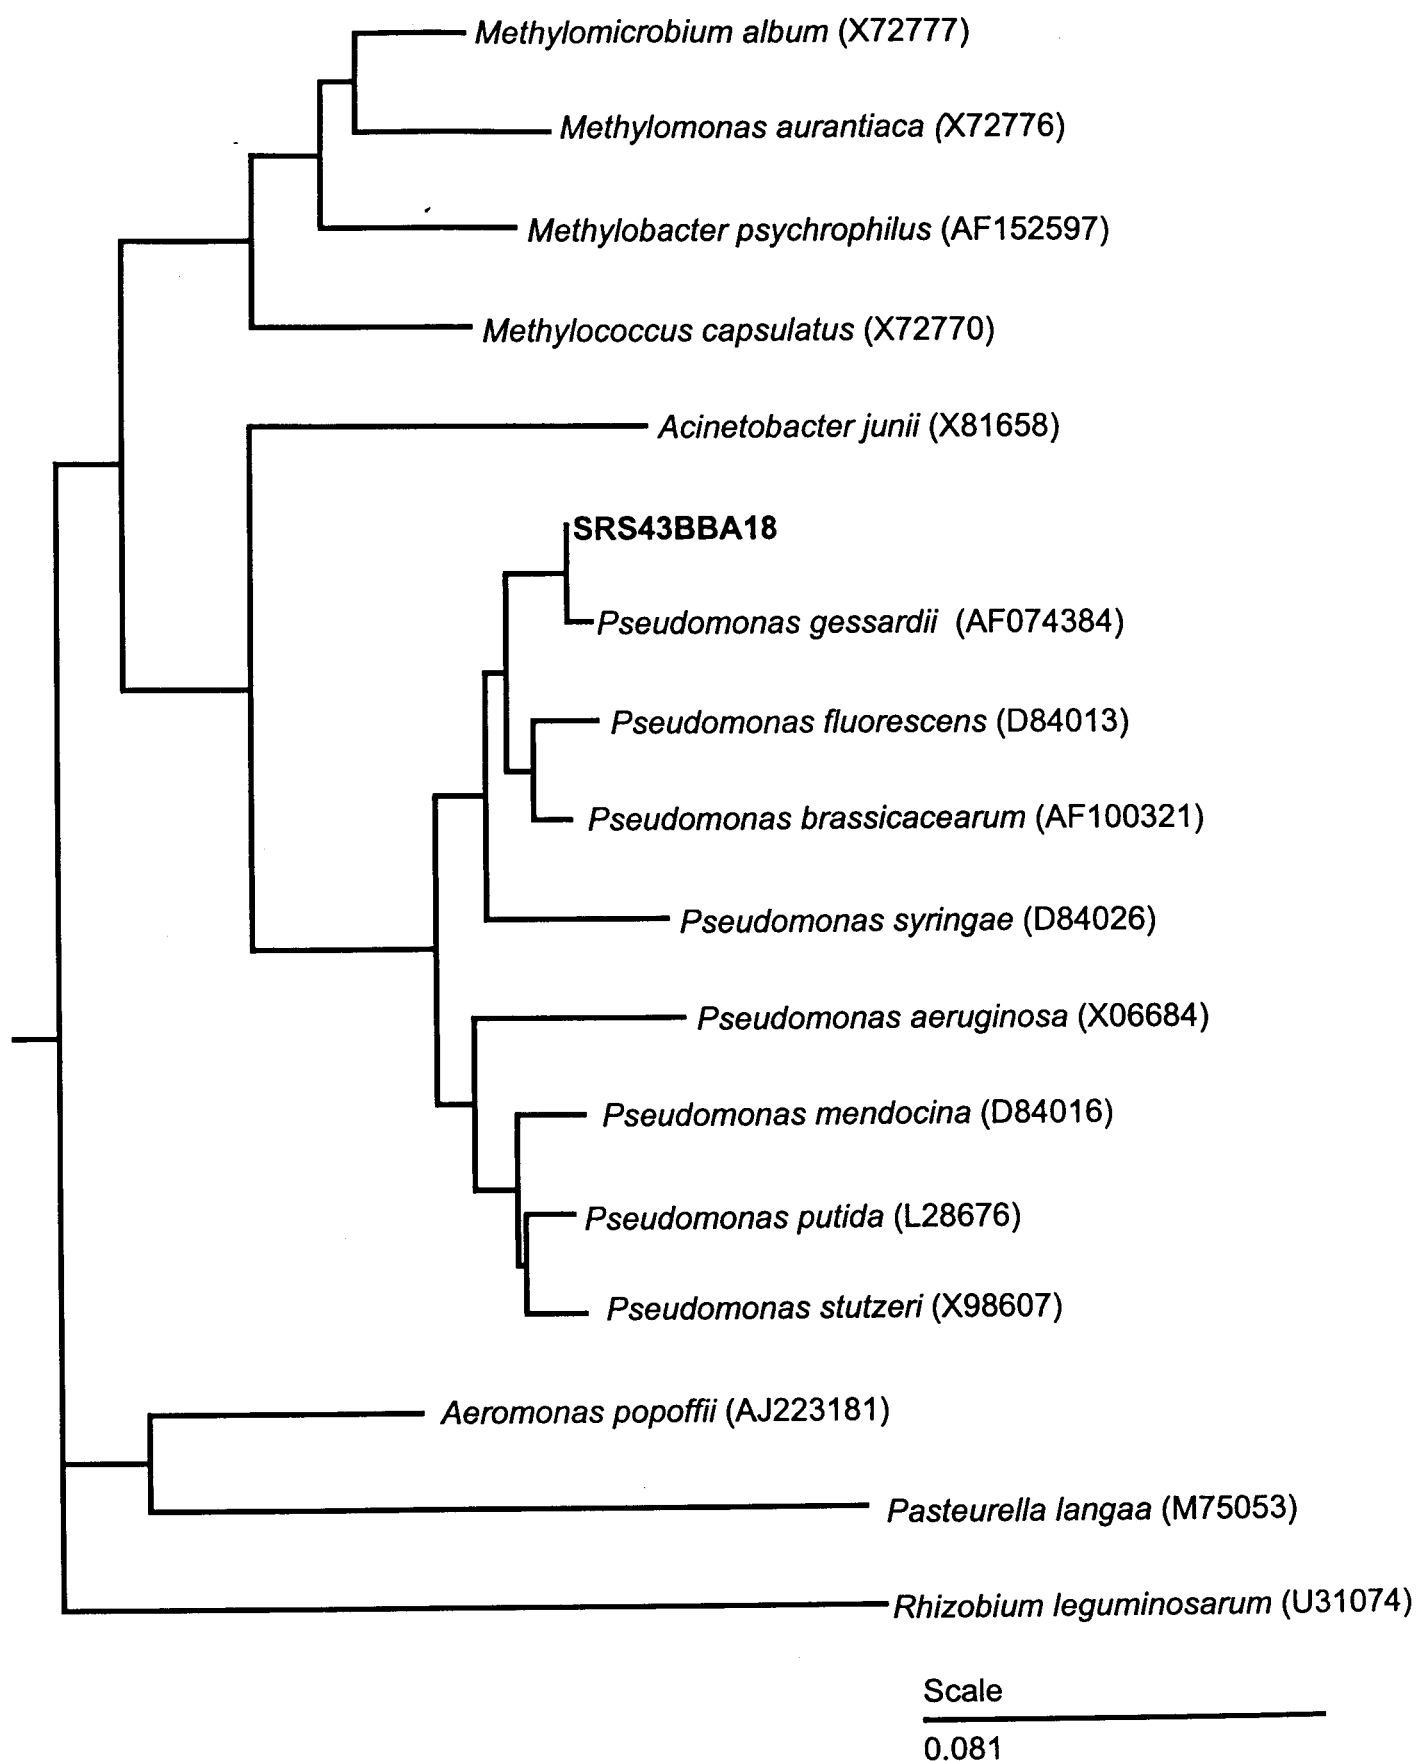 Methylomicrobium album (X72777)
Methylomonas aurantiaca (X72776)
Methylobacter psychrophilus (AF152597)
Methylococcus capsulatus (X72770)
Acinetobacter junii (X81658)
SRS43BBA18
Pseudomonas gessardii (AF074384)
Pseudomonas fluorescens (D84013)
Pseudomonas brassicacearum (AF100321)
Pseudomonas syringae (D84026)
Pseudomonas aeruginosa (X06684)
Pseudomonas mendocina (D84016)
Pseudomonas putida (L28676)
Pseudomonas stutzeri (X98607)
Aeromonas popoffii (AJ223181)
Pasteurella langaa (M75053)
Rhizobium leguminosarum (U31074)
Scale
0.081